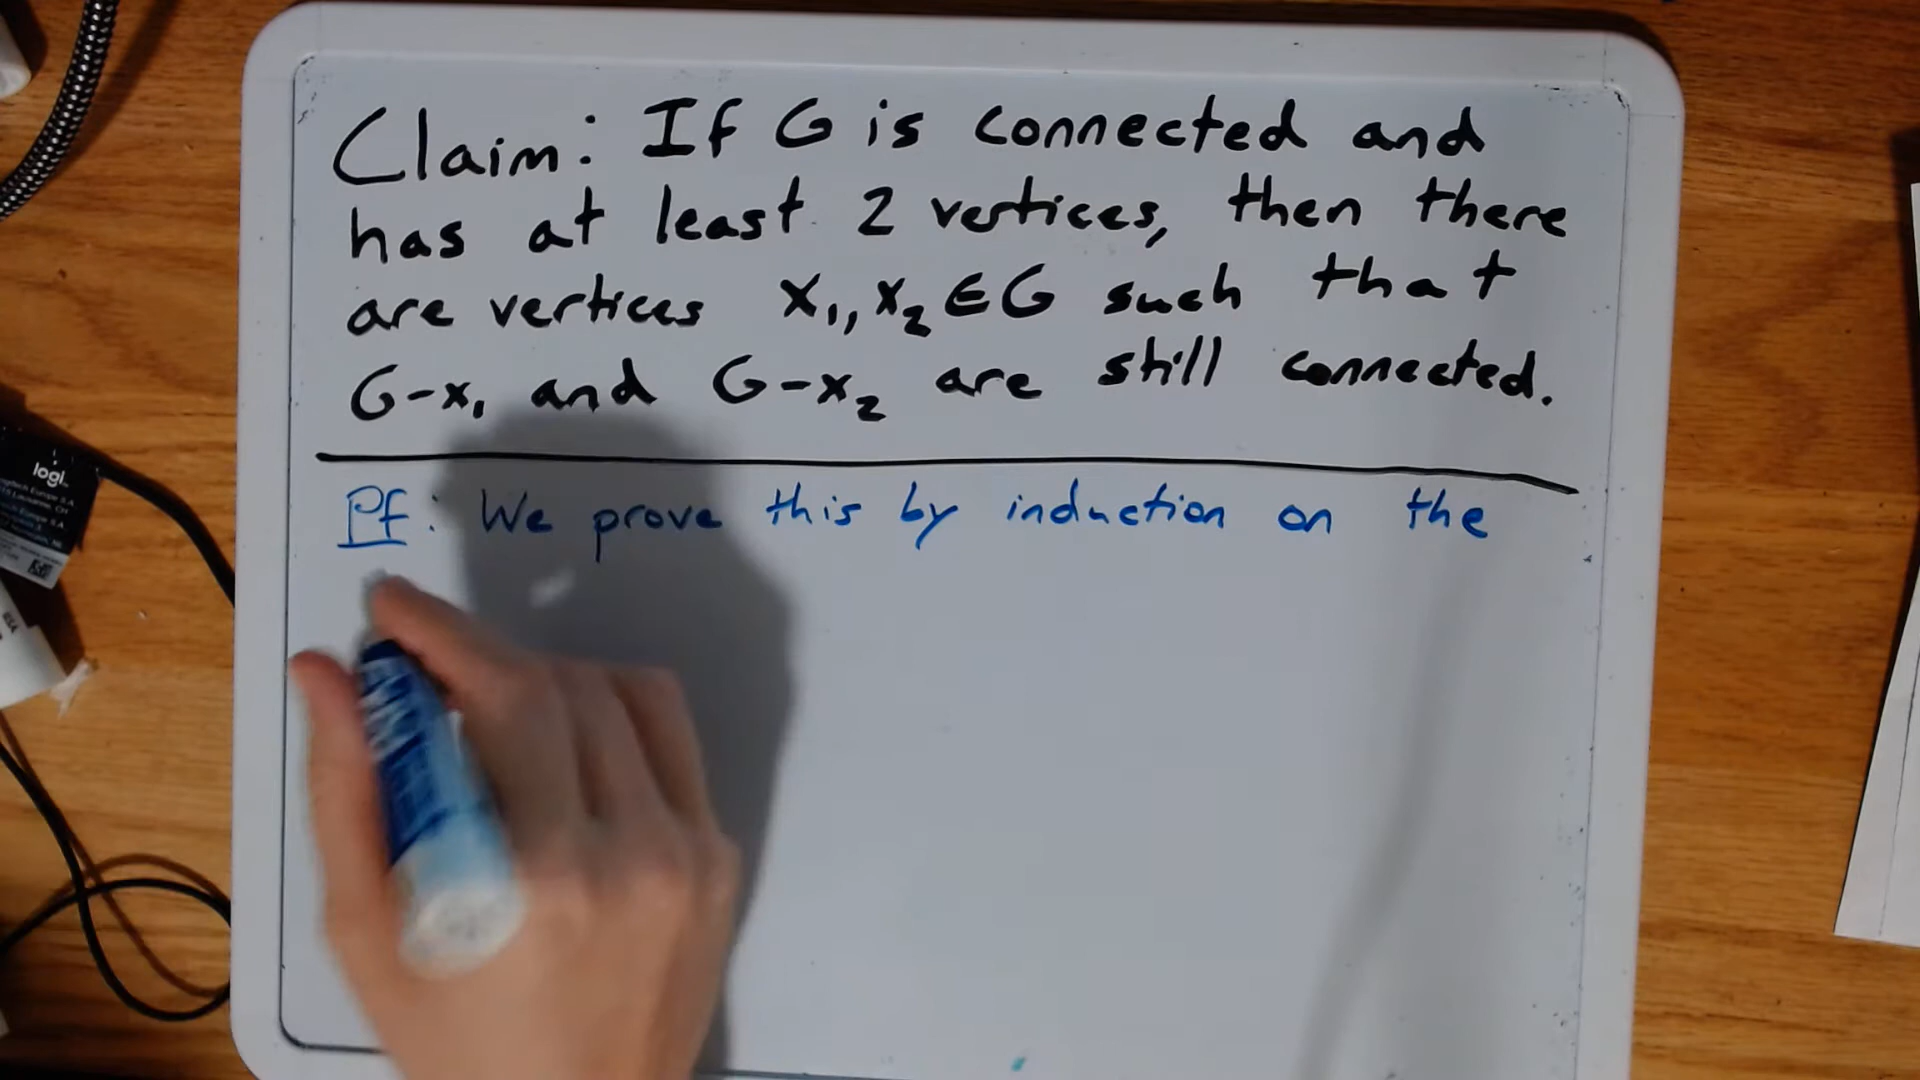 Claim: If G is connected and
has at least 2 vertices, then there
are vertices x₁, x₂ ∈ G such that
G-x₁ and G-x₂ are still connected.
Pf: We prove this by induction on the
logi